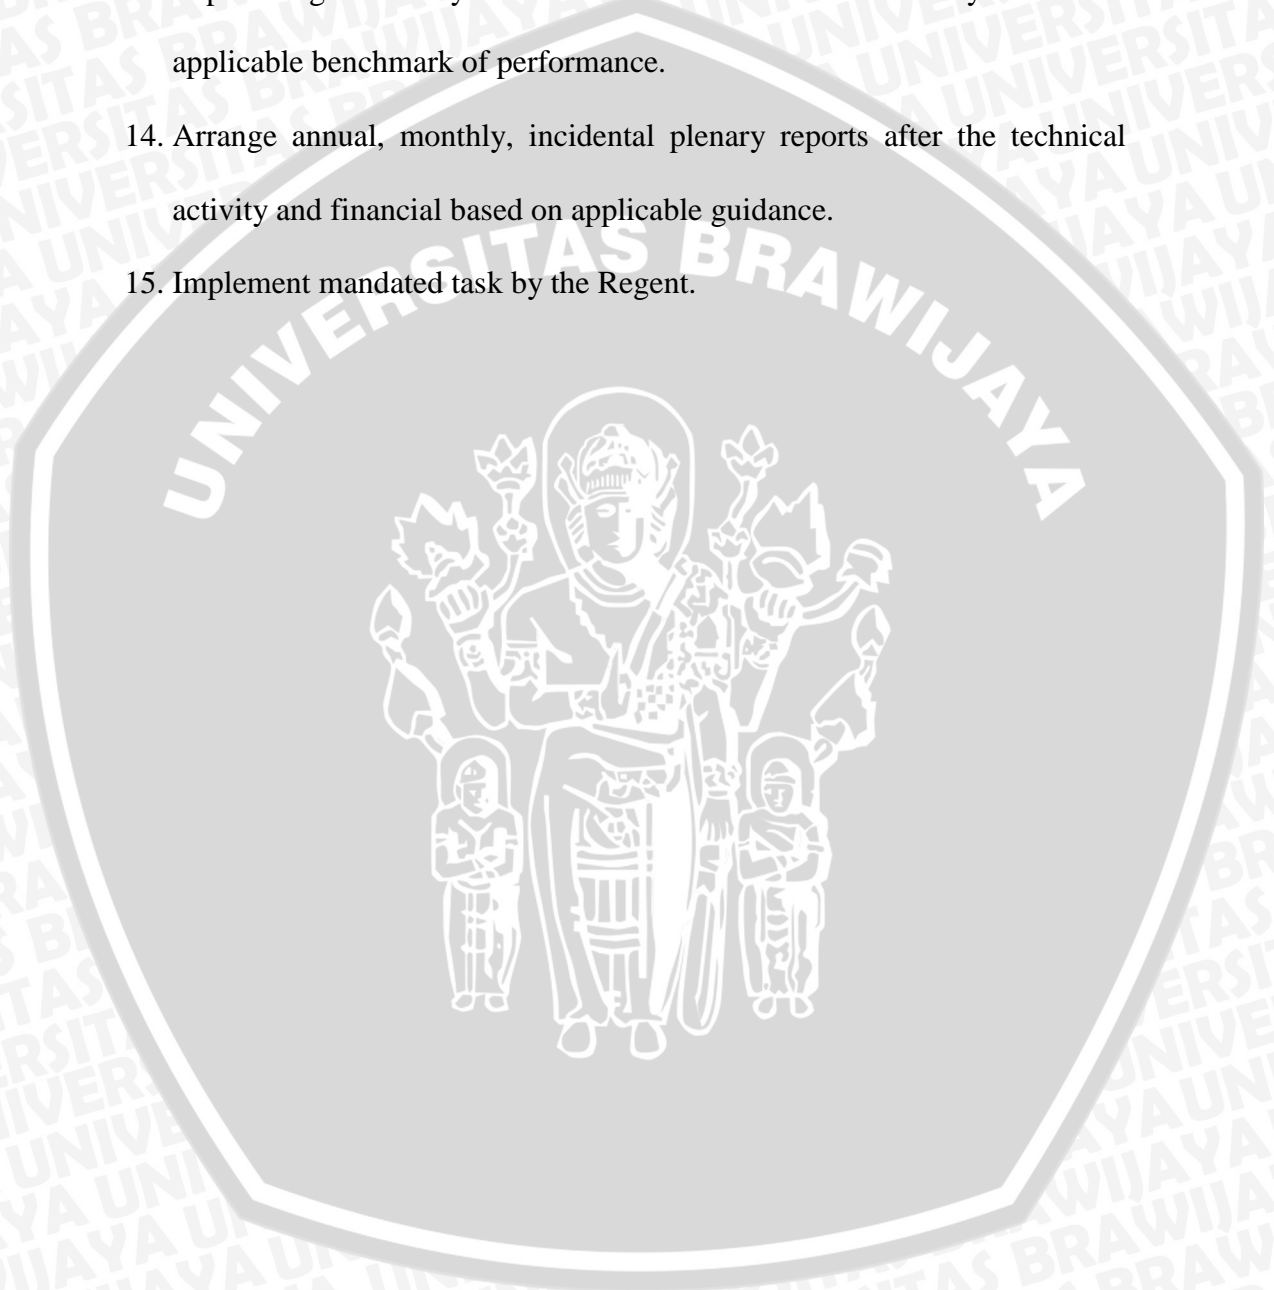 applicable benchmark of performance.
14. Arrange annual, monthly, incidental plenary reports after the technical
activity and financial based on applicable guidance.
15. Implement mandated task by the Regent.
UNIVERSITAS BRAWIJAYA